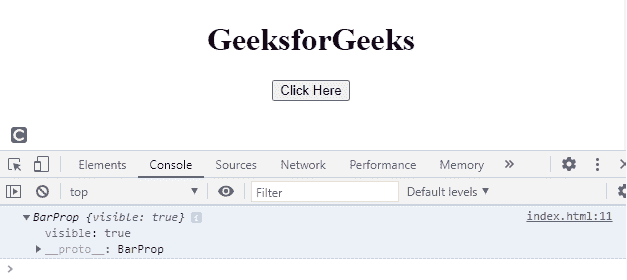 GeeksforGeeks
Click Here
C
Elements Console Sources Network Performance Memory »
top Filter Default levels
BarProp {visible: true} i index.html:11
visible: true
__proto__: BarProp
>